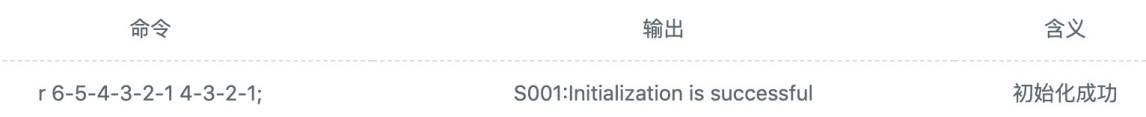 命令 输出 含义
r 6-5-4-3-2-1 4-3-2-1; S001:Initialization is successful 初始化成功